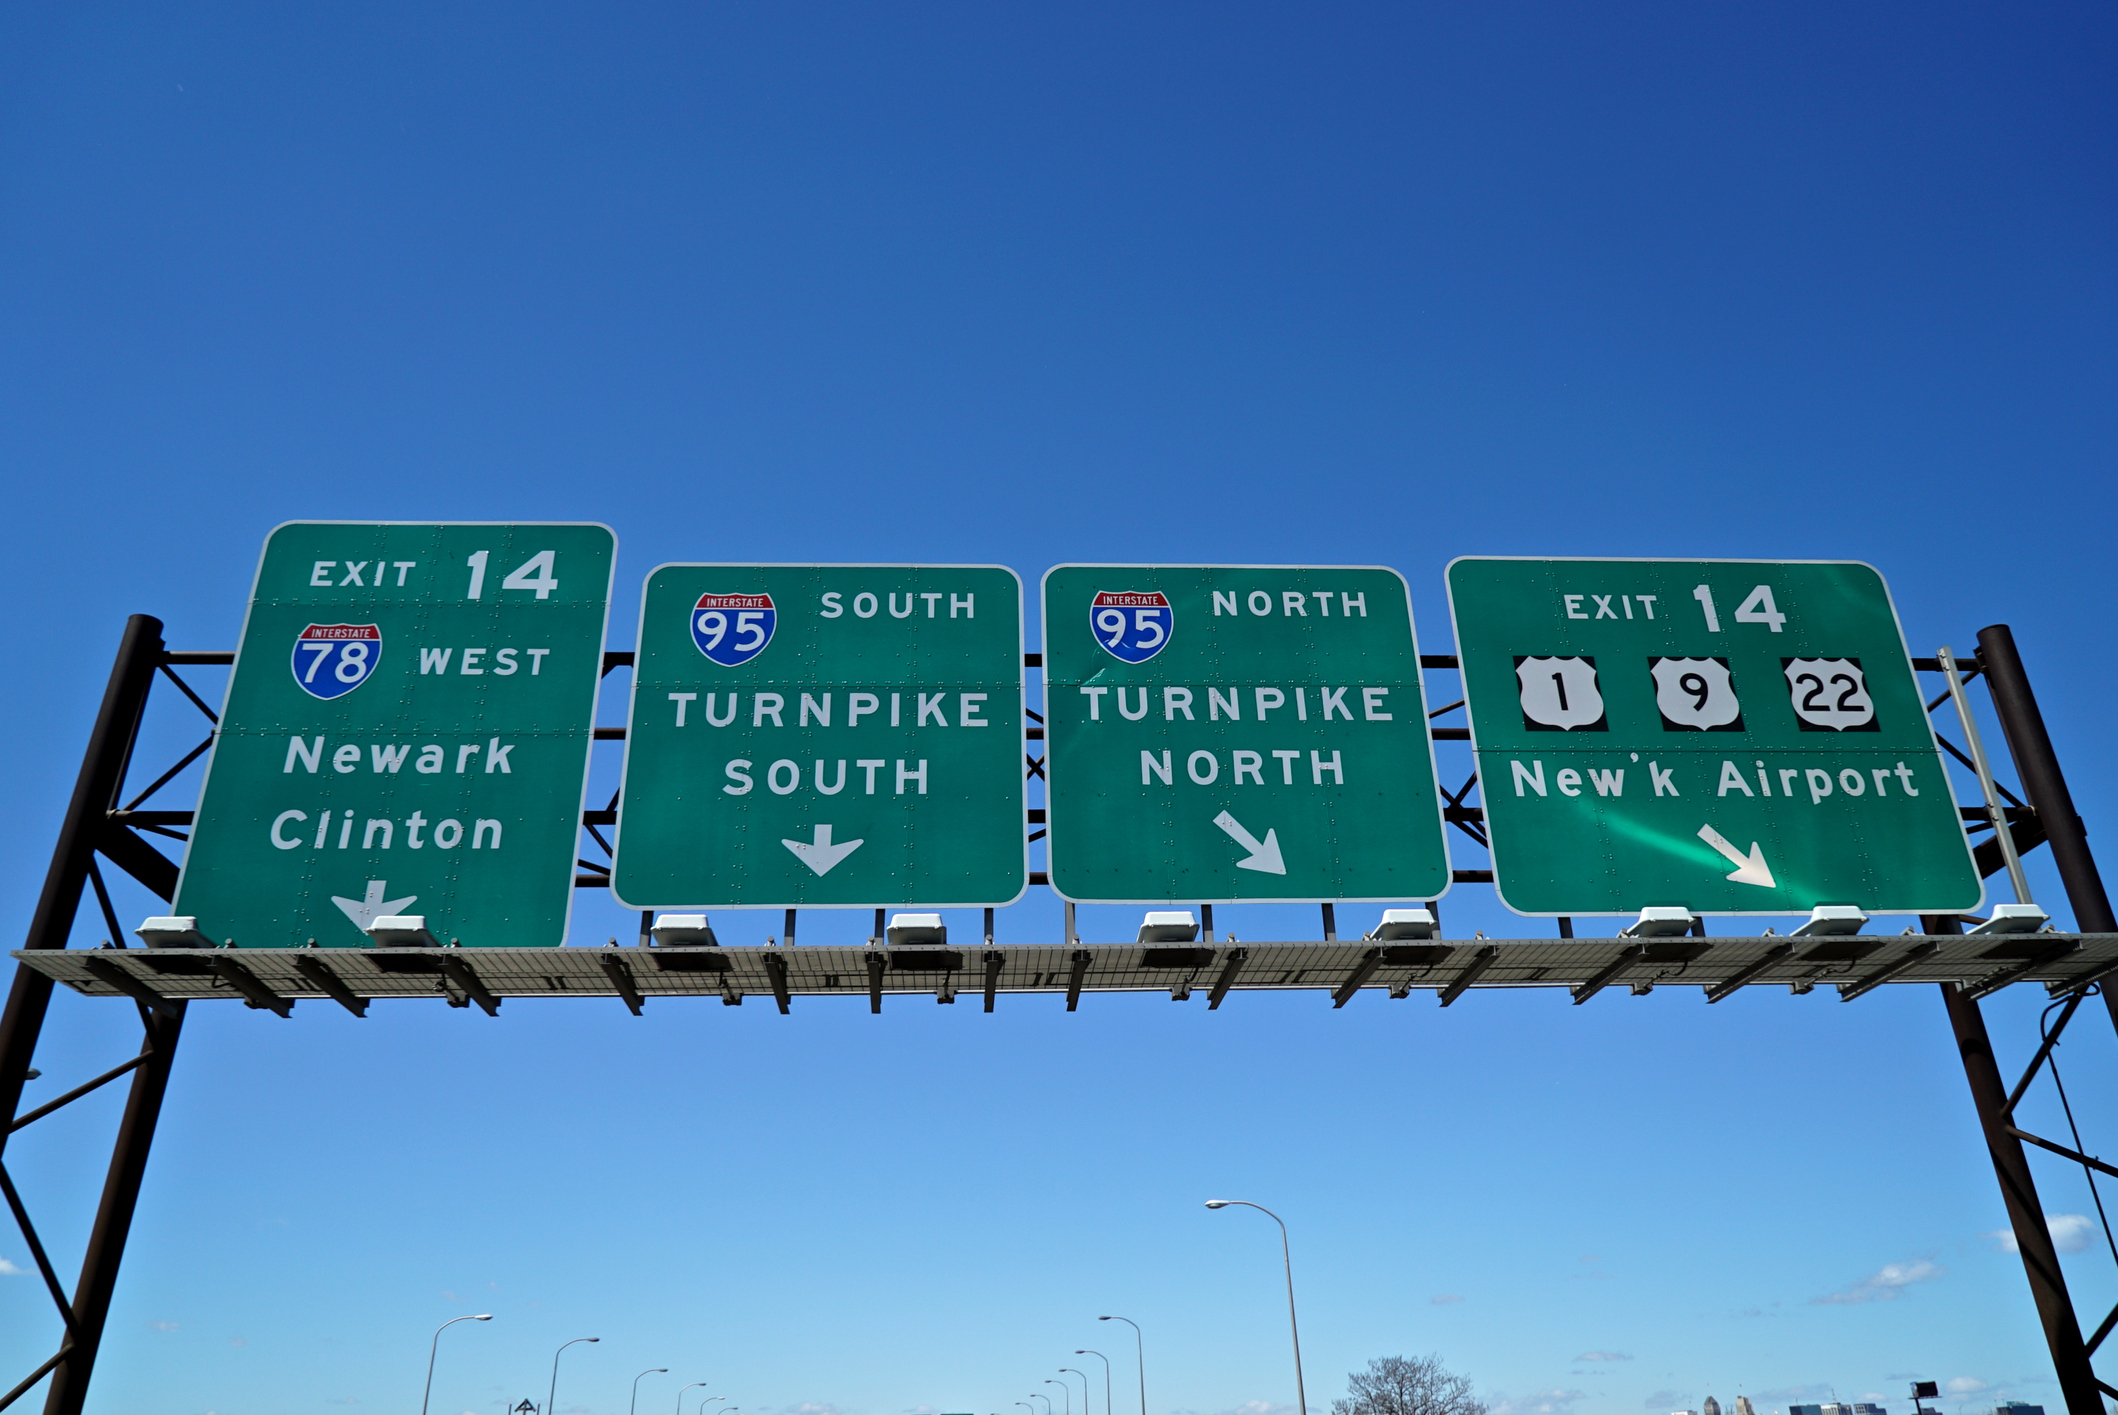 EXIT 14
INTERSTATE
78 WEST
Newark
Clinton
INTERSTATE
95 SOUTH
TURNPIKE
SOUTH
INTERSTATE
95 NORTH
TURNPIKE
NORTH
EXIT 14
1 9 22
New'k Airport